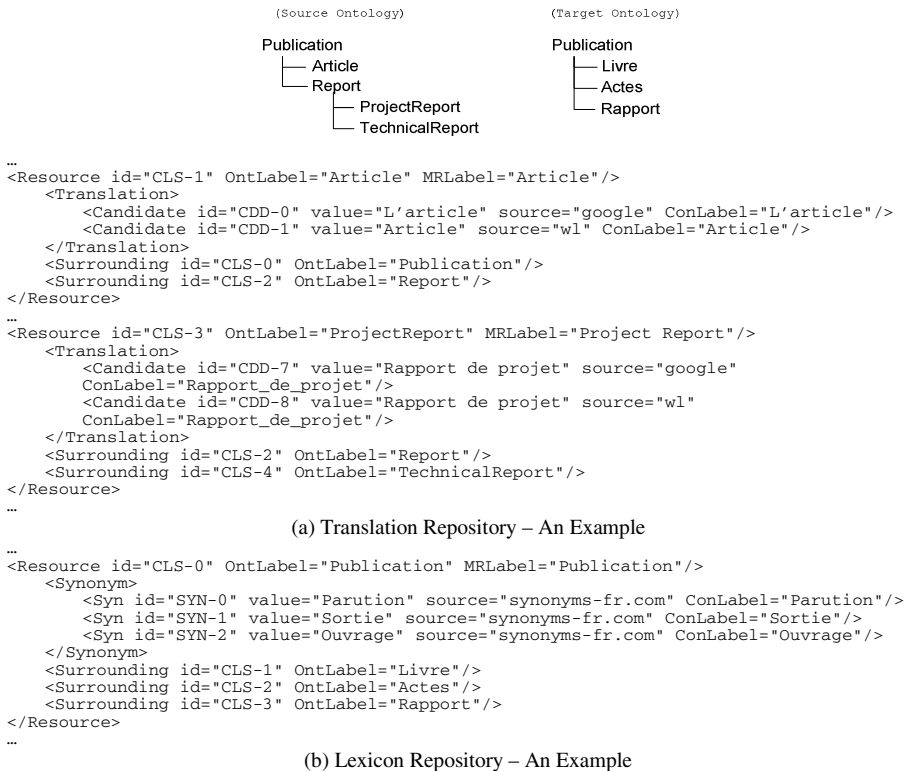 (Source Ontology)
(Target Ontology)
Publication
Article
Report
ProjectReport
TechnicalReport
Publication
Livre
Actes
Rapport
…
<Resource id="CLS-1" OntLabel="Article" MRLabel="Article"/>
<Translation>
<Candidate id="CDD-0" value="L’article" source="google" ConLabel="L’article"/>
<Candidate id="CDD-1" value="Article" source="wl" ConLabel="Article"/>
</Translation>
<Surrounding id="CLS-0" OntLabel="Publication"/>
<Surrounding id="CLS-2" OntLabel="Report"/>
</Resource>
…
<Resource id="CLS-3" OntLabel="ProjectReport" MRLabel="Project Report"/>
<Translation>
<Candidate id="CDD-7" value="Rapport de projet" source="google"
ConLabel="Rapport_de_projet"/>
<Candidate id="CDD-8" value="Rapport de projet" source="wl"
ConLabel="Rapport_de_projet"/>
</Translation>
<Surrounding id="CLS-2" OntLabel="Report"/>
<Surrounding id="CLS-4" OntLabel="TechnicalReport"/>
</Resource>
…
(a) Translation Repository – An Example
…
<Resource id="CLS-0" OntLabel="Publication" MRLabel="Publication"/>
<Synonym>
<Syn id="SYN-0" value="Parution" source="synonyms-fr.com" ConLabel="Parution"/>
<Syn id="SYN-1" value="Sortie" source="synonyms-fr.com" ConLabel="Sortie"/>
<Syn id="SYN-2" value="Ouvrage" source="synonyms-fr.com" ConLabel="Ouvrage"/>
</Synonym>
<Surrounding id="CLS-1" OntLabel="Livre"/>
<Surrounding id="CLS-2" OntLabel="Actes"/>
<Surrounding id="CLS-3" OntLabel="Rapport"/>
</Resource>
…
(b) Lexicon Repository – An Example